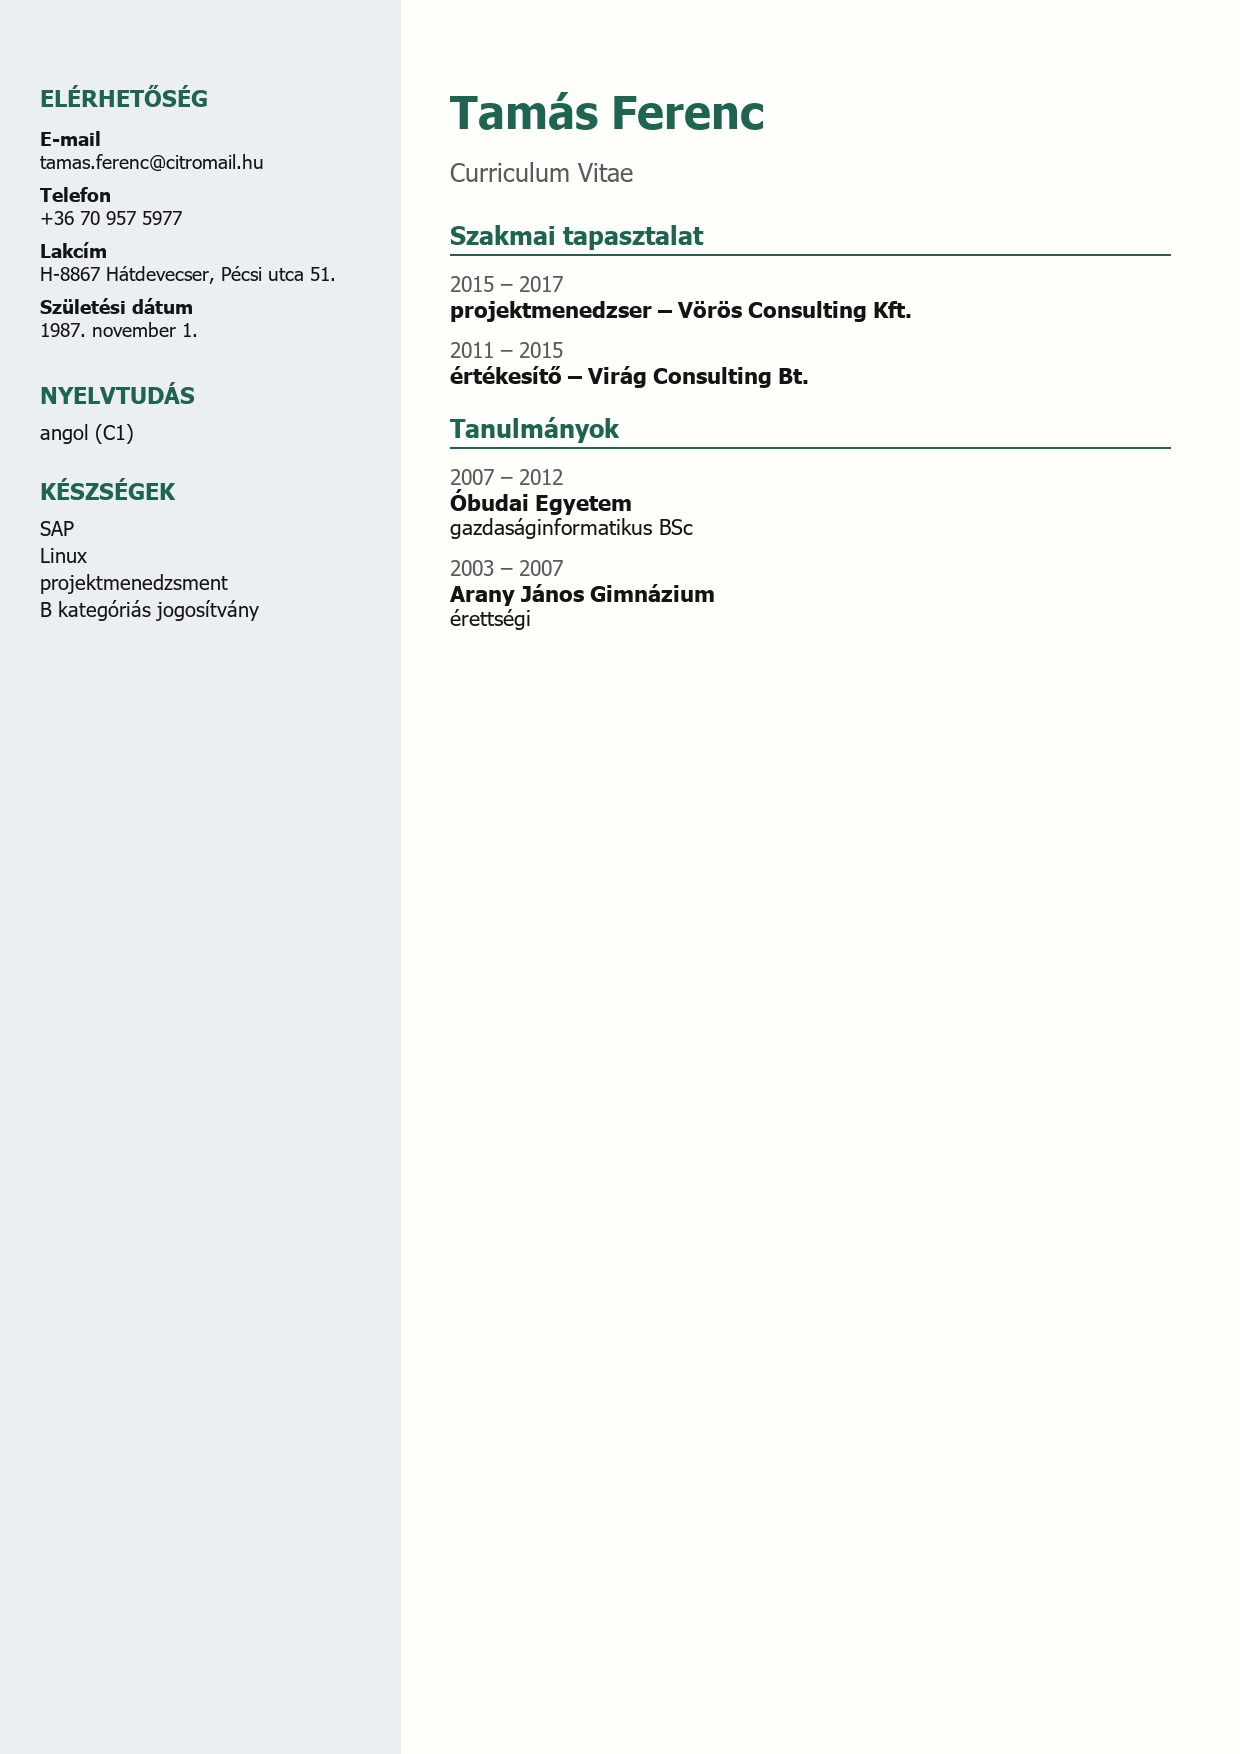 ELÉRHETŐSÉG
E-mail
tamas.ferenc@citromail.hu
Telefon
+36 70 957 5977
Lakcím
H-8867 Hátdevecser, Pécsi utca 51.
Születési dátum
1987. november 1.
NYELVTUDÁS
angol (C1)
KÉSZSÉGEK
SAP
Linux
projektmenedzsment
B kategóriás jogosítvány
Tamás Ferenc
Curriculum Vitae
Szakmai tapasztalat
2015 – 2017
projektmenedzser – Vörös Consulting Kft.
2011 – 2015
értékesítő – Virág Consulting Bt.
Tanulmányok
2007 – 2012
Óbudai Egyetem
gazdaságinformatikus BSc
2003 – 2007
Arany János Gimnázium
érettségi